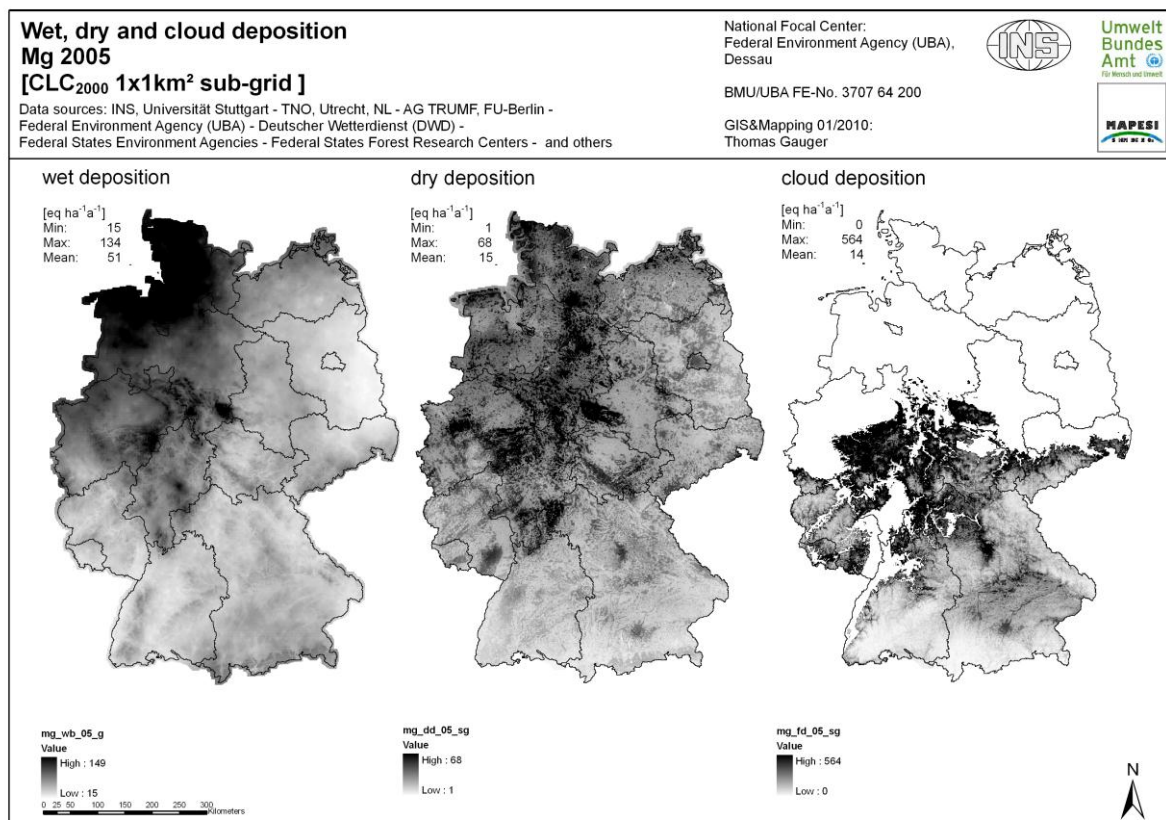 Wet, dry and cloud deposition
Mg 2005
[CLC2000 1x1km² sub-grid ]
Data sources: INS, Universität Stuttgart - TNO, Utrecht, NL - AG TRUMF, FU-Berlin -
Federal Environment Agency (UBA) - Deutscher Wetterdienst (DWD) -
Federal States Environment Agencies - Federal States Forest Research Centers - and others
National Focal Center:
Federal Environment Agency (UBA),
Dessau
BMU/UBA FE-No. 3707 64 200
GIS&Mapping 01/2010:
Thomas Gauger
INS
Umwelt
Bundes
Amt
Für Mensch und Umwelt
MAPESI
wet deposition
[eq ha-1a-1]
Min: 15
Max: 134
Mean: 51
dry deposition
[eq ha-1a-1]
Min: 1
Max: 68
Mean: 15
cloud deposition
[eq ha-1a-1]
Min: 0
Max: 564
Mean: 14
mg_wb_05_g
Value
High : 149
Low : 15
0 25 50 100 150 200 250 300
Kilometers
mg_dd_05_sg
Value
High : 68
Low : 1
mg_fd_05_sg
Value
High : 564
Low : 0
N